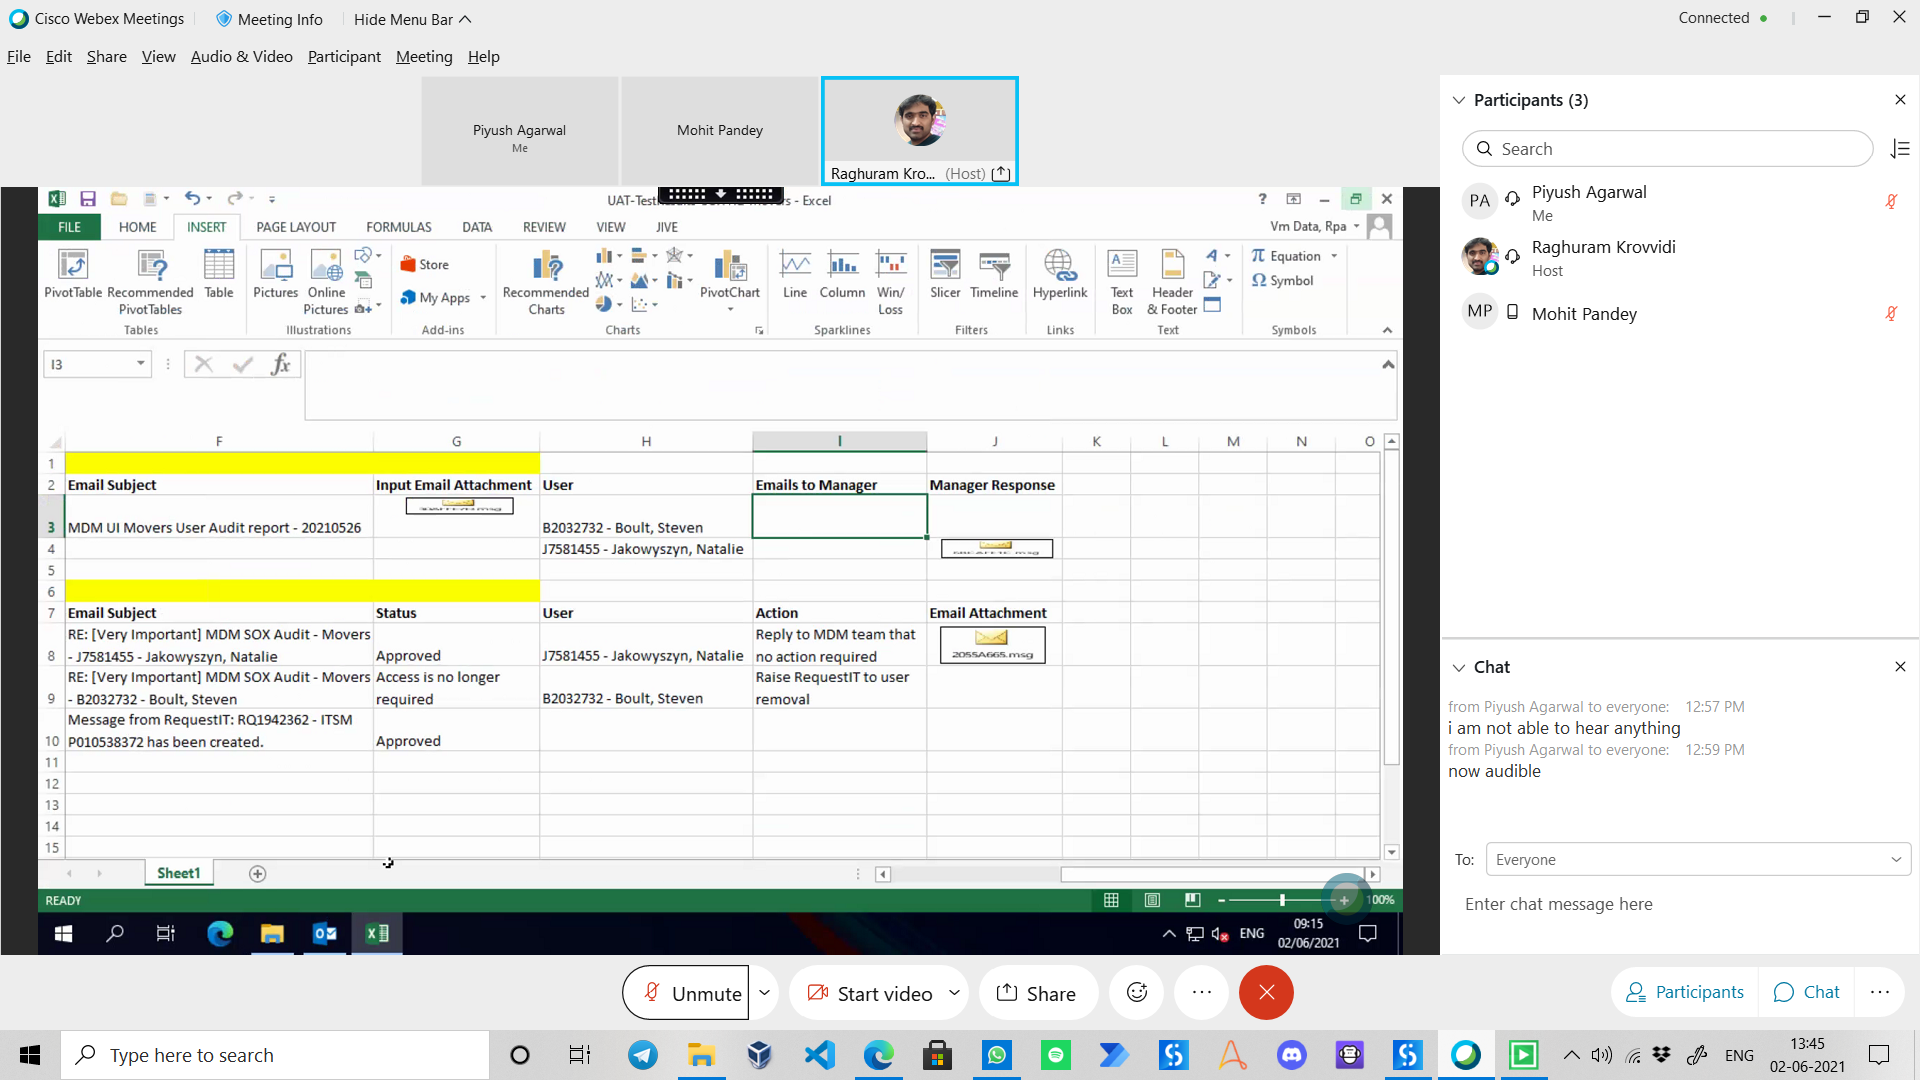 Cisco Webex Meetings
Meeting Info
Hide Menu Bar
Connected
File Edit Share View Audio & Video Participant Meeting Help
Piyush Agarwal
Me
Mohit Pandey
Raghuram Kro... (Host)
Participants (3)
Search
PA
Piyush Agarwal
Me
Raghuram Krovvidi
Host
MP
Mohit Pandey
- Excel
FILE HOME INSERT PAGE LAYOUT FORMULAS DATA REVIEW VIEW JIVE
Vm Data, Rpa
PivotTable
Recommended
PivotTables
Table
Tables
Pictures
Online
Pictures
Illustrations
Store
My Apps
Add-ins
Recommended
Charts
PivotChart
Charts
Line
Column
Win/
Loss
Sparklines
Slicer
Timeline
Filters
Hyperlink
Links
Text
Box
Header
& Footer
Text
Equation
Symbol
Symbols
I3
fx
F G H I J K L M N O
1
2 Email Subject Input Email Attachment User Emails to Manager Manager Response
3 MDM UI Movers User Audit report - 20210526 B2032732 - Boult, Steven
4 J7581455 - Jakowyszyn, Natalie
5
6
7 Email Subject Status User Action Email Attachment
RE: [Very Important] MDM SOX Audit - Movers Reply to MDM team that
8 - J7581455 - Jakowyszyn, Natalie Approved J7581455 - Jakowyszyn, Natalie no action required 2055A665.msg
RE: [Very Important] MDM SOX Audit - Movers Access is no longer Raise RequestIT to user
9 - B2032732 - Boult, Steven required B2032732 - Boult, Steven removal
Message from RequestIT: RQ1942362 - ITSM
10 P010538372 has been created. Approved
11
12
13
14
15
Sheet1
READY
100%
ENG
09:15
02/06/2021
Chat
from Piyush Agarwal to everyone: 12:57 PM
i am not able to hear anything
from Piyush Agarwal to everyone: 12:59 PM
now audible
To: Everyone
Enter chat message here
Unmute
Start video
Share
Participants
Chat
Type here to search
ENG
13:45
02-06-2021